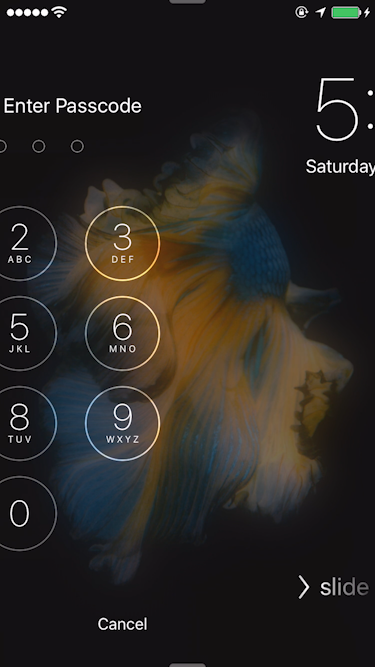 5:
Enter Passcode
Saturday
2 3
ABC DEF
5 6
JKL MNO
8 9
TUV WXYZ
0
slide
Cancel